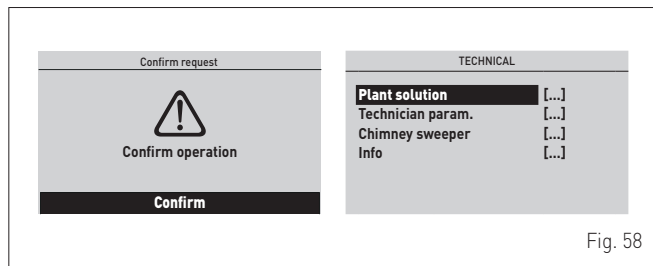 Confirm request
Confirm operation
Confirm
TECHNICAL
Plant solution [...]
Technician param. [...]
Chimney sweeper [...]
Info [...]
Fig. 58